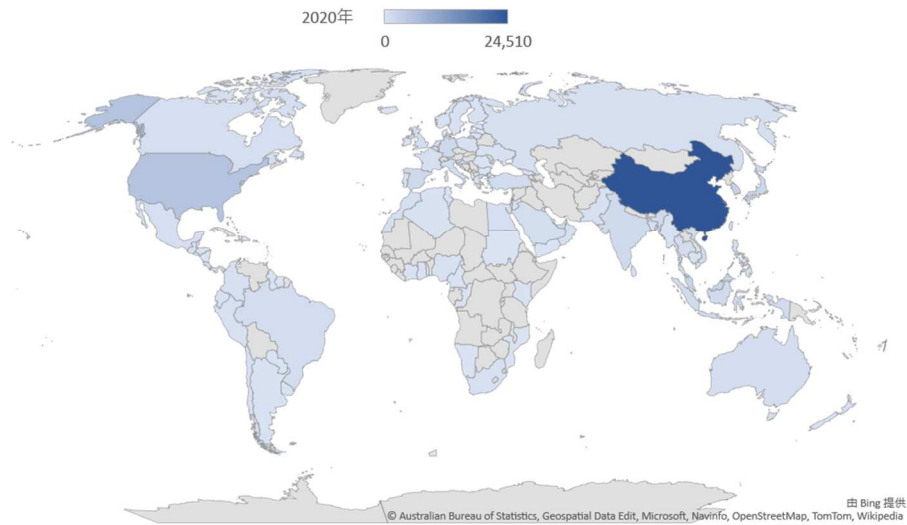 2020年
0 24,510
由 Bing 提供
© Australian Bureau of Statistics, Geospatial Data Edit, Microsoft, Navinfo, OpenStreetMap, TomTom, Wikipedia